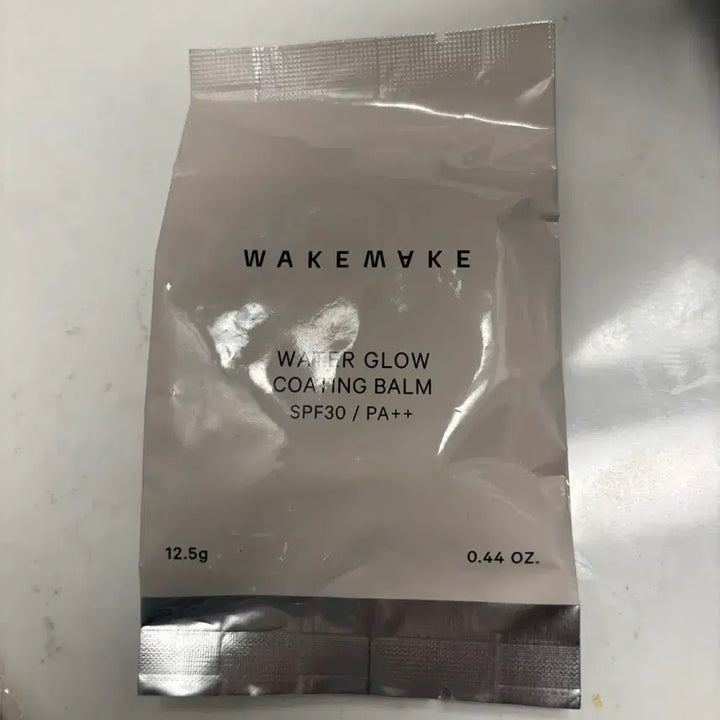 WAKEMAKE
WATER GLOW
COATING BALM
SPF30 / PA++
12.5g
0.44 OZ.